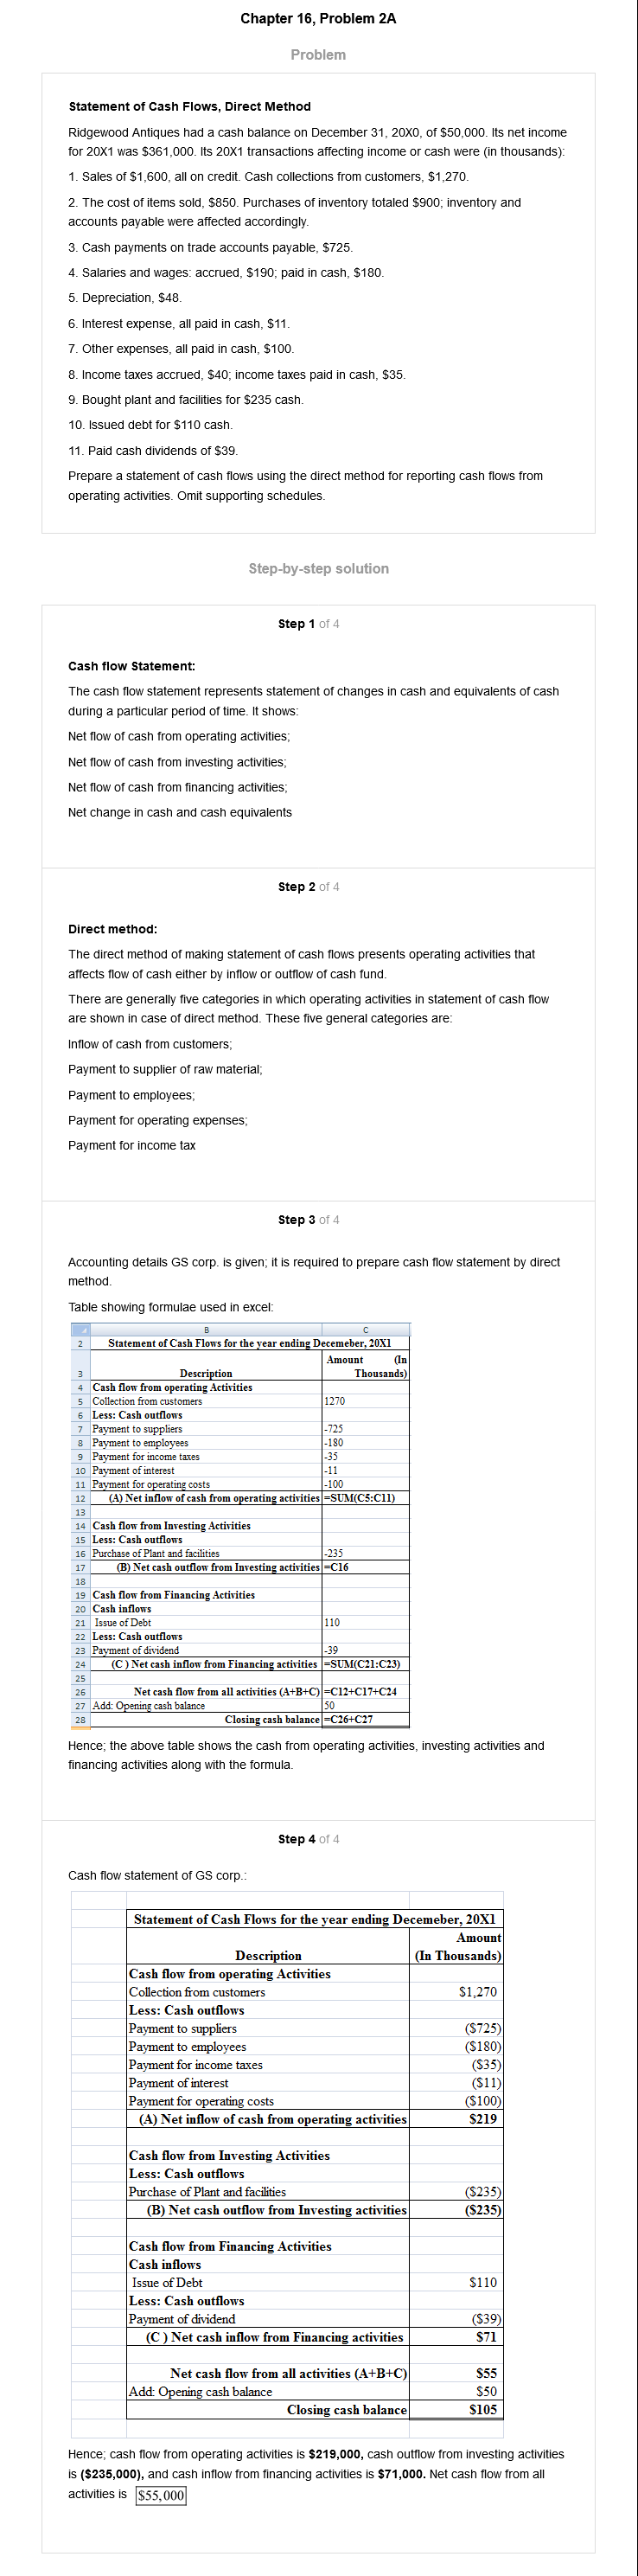 Chapter 16, Problem 2A
Problem
Statement of Cash Flows, Direct Method
Ridgewood Antiques had a cash balance on December 31, 20X0, of $50,000. Its net income
for 20X1 was $361,000. Its 20X1 transactions affecting income or cash were (in thousands):
1. Sales of $1,600, all on credit. Cash collections from customers, $1,270.
2. The cost of items sold, $850. Purchases of inventory totaled $900; inventory and
accounts payable were affected accordingly.
3. Cash payments on trade accounts payable, $725.
4. Salaries and wages: accrued, $190; paid in cash, $180.
5. Depreciation, $48.
6. Interest expense, all paid in cash, $11.
7. Other expenses, all paid in cash, $100.
8. Income taxes accrued, $40; income taxes paid in cash, $35.
9. Bought plant and facilities for $235 cash.
10. Issued debt for $110 cash.
11. Paid cash dividends of $39.
Prepare a statement of cash flows using the direct method for reporting cash flows from
operating activities. Omit supporting schedules.
Step-by-step solution
Step 1 of 4
Cash flow Statement:
The cash flow statement represents statement of changes in cash and equivalents of cash
during a particular period of time. It shows:
Net flow of cash from operating activities;
Net flow of cash from investing activities;
Net flow of cash from financing activities;
Net change in cash and cash equivalents
Step 2 of 4
Direct method:
The direct method of making statement of cash flows presents operating activities that
affects flow of cash either by inflow or outflow of cash fund.
There are generally five categories in which operating activities in statement of cash flow
are shown in case of direct method. These five general categories are:
Inflow of cash from customers;
Payment to supplier of raw material;
Payment to employees;
Payment for operating expenses;
Payment for income tax
Step 3 of 4
Accounting details GS corp. is given; it is required to prepare cash flow statement by direct
method.
Table showing formulae used in excel:
B C
2 Statement of Cash Flows for the year ending Decemeber, 20X1
Amount (In
3 Description Thousands)
4 Cash flow from operating Activities
5 Collection from customers 1270
6 Less: Cash outflows
7 Payment to suppliers -725
8 Payment to employees -180
9 Payment for income taxes -35
10 Payment of interest -11
11 Payment for operating costs -100
12 (A) Net inflow of cash from operating activities =SUM(C5:C11)
13
14 Cash flow from Investing Activities
15 Less: Cash outflows
16 Purchase of Plant and facilities -235
17 (B) Net cash outflow from Investing activities =C16
18
19 Cash flow from Financing Activities
20 Cash inflows
21 Issue of Debt 110
22 Less: Cash outflows
23 Payment of dividend -39
24 (C ) Net cash inflow from Financing activities =SUM(C21:C23)
25
26 Net cash flow from all activities (A+B+C) =C12+C17+C24
27 Add: Opening cash balance 50
28 Closing cash balance =C26+C27
Hence; the above table shows the cash from operating activities, investing activities and
financing activities along with the formula.
Step 4 of 4
Cash flow statement of GS corp.:
Statement of Cash Flows for the year ending Decemeber, 20X1
Amount
Description (In Thousands)
Cash flow from operating Activities
Collection from customers $1,270
Less: Cash outflows
Payment to suppliers ($725)
Payment to employees ($180)
Payment for income taxes ($35)
Payment of interest ($11)
Payment for operating costs ($100)
(A) Net inflow of cash from operating activities $219
Cash flow from Investing Activities
Less: Cash outflows
Purchase of Plant and facilities ($235)
(B) Net cash outflow from Investing activities ($235)
Cash flow from Financing Activities
Cash inflows
Issue of Debt $110
Less: Cash outflows
Payment of dividend ($39)
(C ) Net cash inflow from Financing activities $71
Net cash flow from all activities (A+B+C) $55
Add: Opening cash balance $50
Closing cash balance $105
Hence; cash flow from operating activities is $219,000, cash outflow from investing activities
is ($235,000), and cash inflow from financing activities is $71,000. Net cash flow from all
activities is $55,000